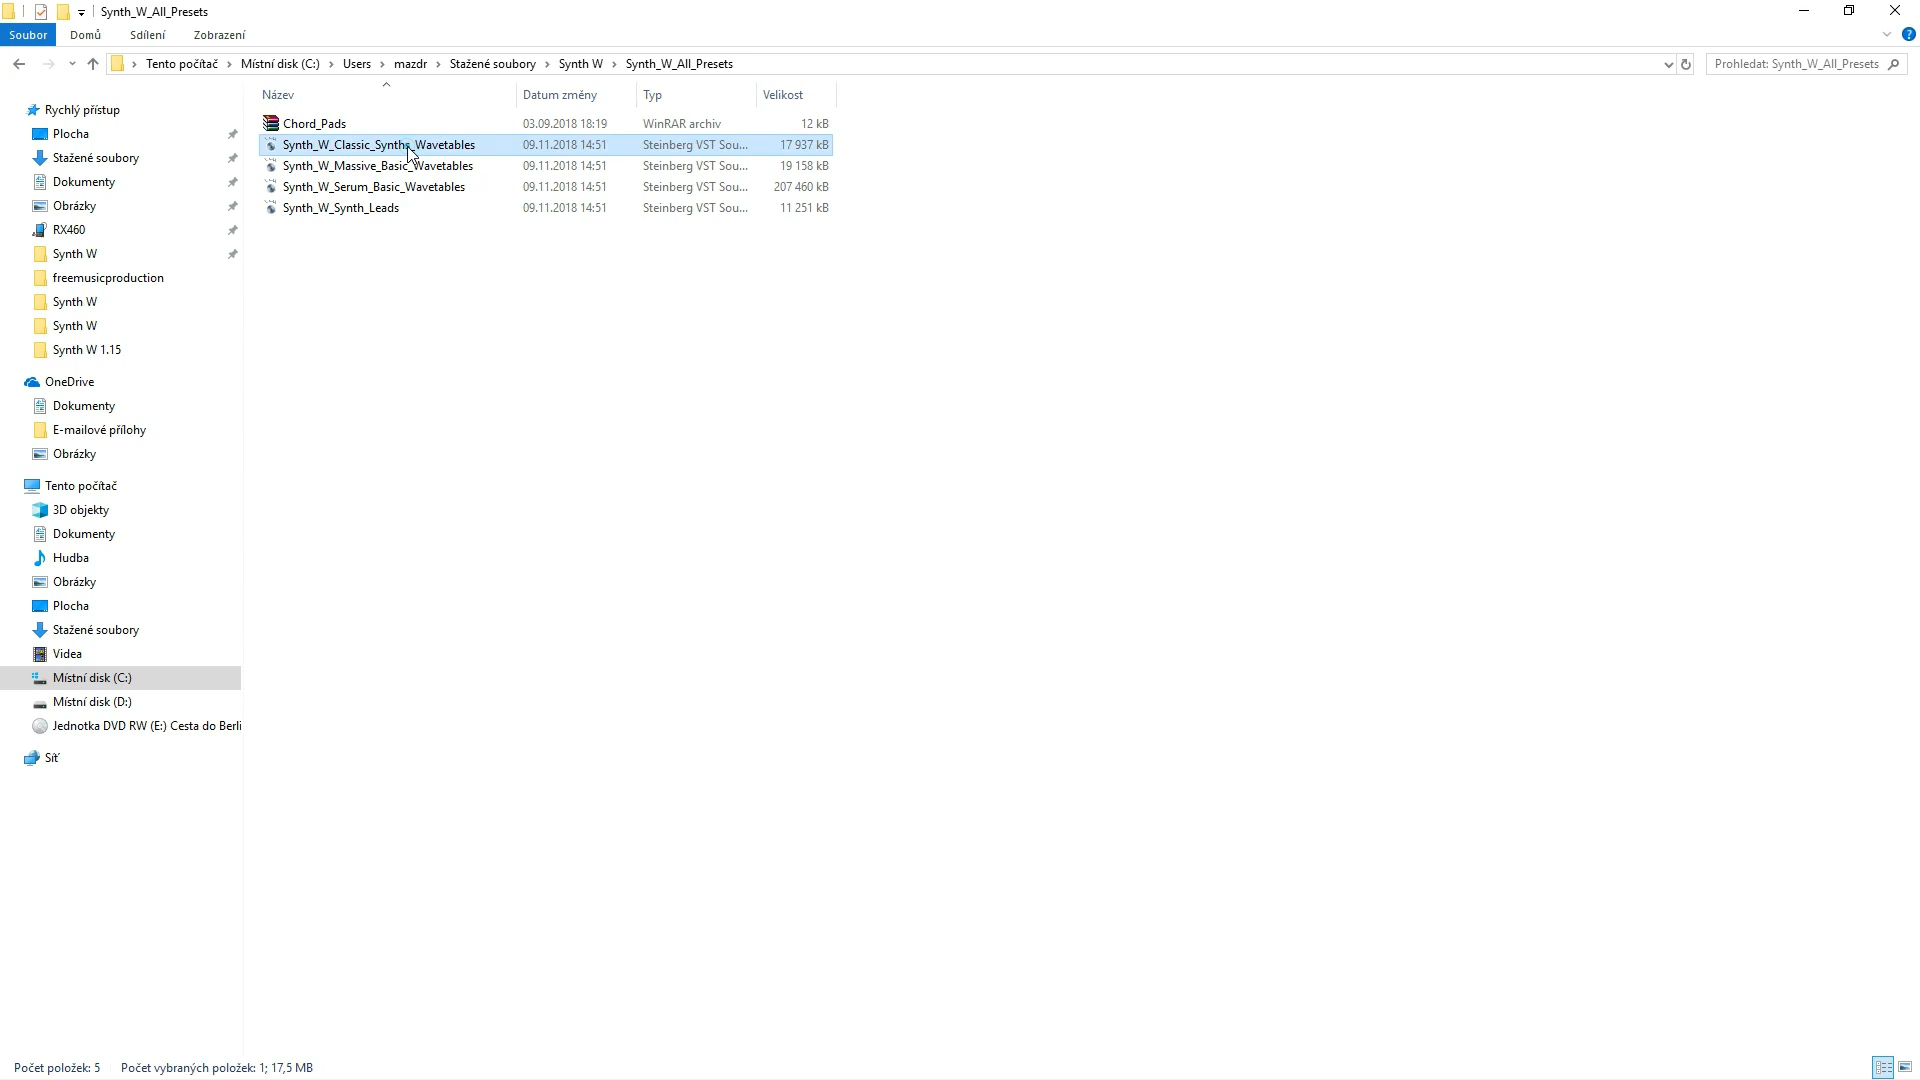 Synth_W_All_Presets
Soubor Domů Sdílení Zobrazení
Tento počítač Místní disk (C:) Users mazdr Stažené soubory Synth W Synth_W_All_Presets
Prohledat: Synth_W_All_Presets
Název Datum změny Typ Velikost
Chord_Pads 03.09.2018 18:19 WinRAR archiv 12 kB
Synth_W_Classic_Synths_Wavetables 09.11.2018 14:51 Steinberg VST Sou... 17 937 kB
Synth_W_Massive_Basic_Wavetables 09.11.2018 14:51 Steinberg VST Sou... 19 158 kB
Synth_W_Serum_Basic_Wavetables 09.11.2018 14:51 Steinberg VST Sou... 207 460 kB
Synth_W_Synth_Leads 09.11.2018 14:51 Steinberg VST Sou... 11 251 kB
Rychlý přístup
Plocha
Stažené soubory
Dokumenty
Obrázky
RX460
Synth W
freemusicproduction
Synth W
Synth W
Synth W 1.15
OneDrive
Dokumenty
E-mailové přílohy
Obrázky
Tento počítač
3D objekty
Dokumenty
Hudba
Obrázky
Plocha
Stažené soubory
Videa
Místní disk (C:)
Místní disk (D:)
Jednotka DVD RW (E:) Cesta do Berli
Síť
Počet položek: 5 Počet vybraných položek: 1; 17,5 MB